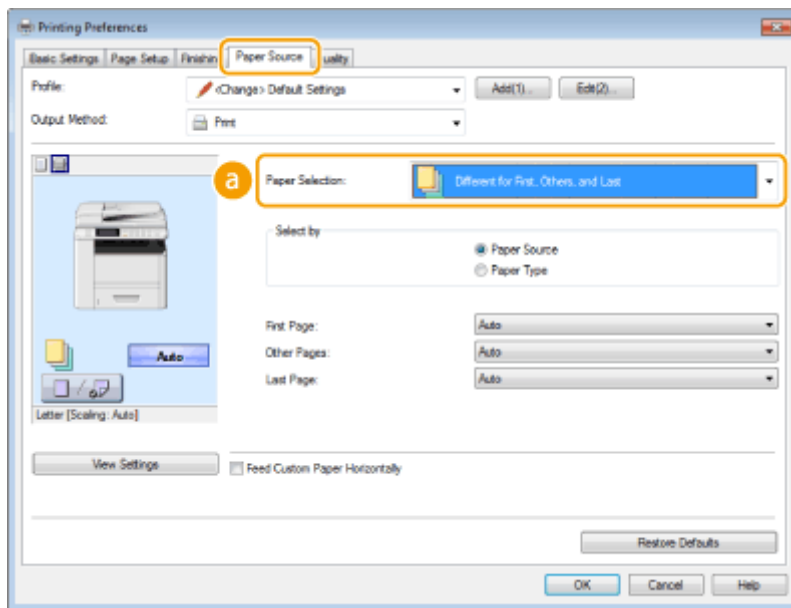 Printing Preferences
Basic Settings Page Setup Finishin Paper Source uality
Profile: <Change> Default Settings Add(1)... Edit(2)...
Output Method: Print
a Paper Selection: Different for First, Others, and Last
Select by
Paper Source
Paper Type
First Page: Auto
Other Pages: Auto
Last Page: Auto
Auto
Letter [Scaling: Auto]
View Settings Feed Custom Paper Horizontally
Restore Defaults
OK Cancel Help